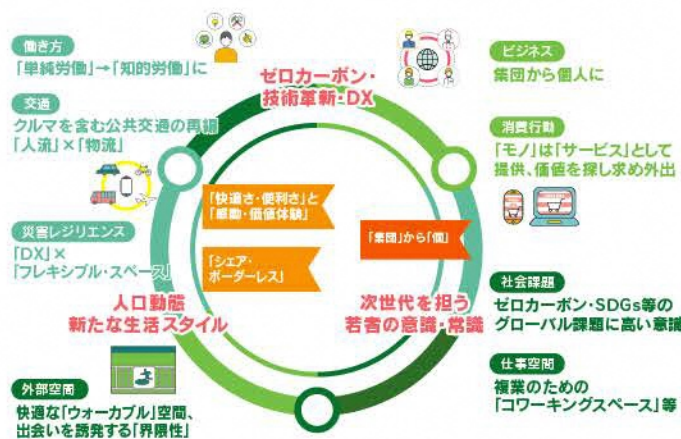 働き方
「単純労働」→「知的労働」に
交通
クルマを含む公共交通の再編
「人流」×「物流」
災害レジリエンス
「DX」×
「フレキシブル・スペース」
外部空間
快適な「ウォーカブル」空間、
出会いを誘発する「界隈性」
ゼロカーボン・
技術革新・DX
「快適さ・便利さ」と
「感動・価値体験」
「シェア・
ボーダーレス」
「集団」から「個」
人口動態
新たな生活スタイル
次世代を担う
若者の意識・常識
ビジネス
集団から個人に
消費行動
「モノ」は「サービス」として
提供、価値を探し求め外出
社会課題
ゼロカーボン・SDGs等の
グローバル課題に高い意識
仕事空間
複業のための
「コワーキングスペース」等